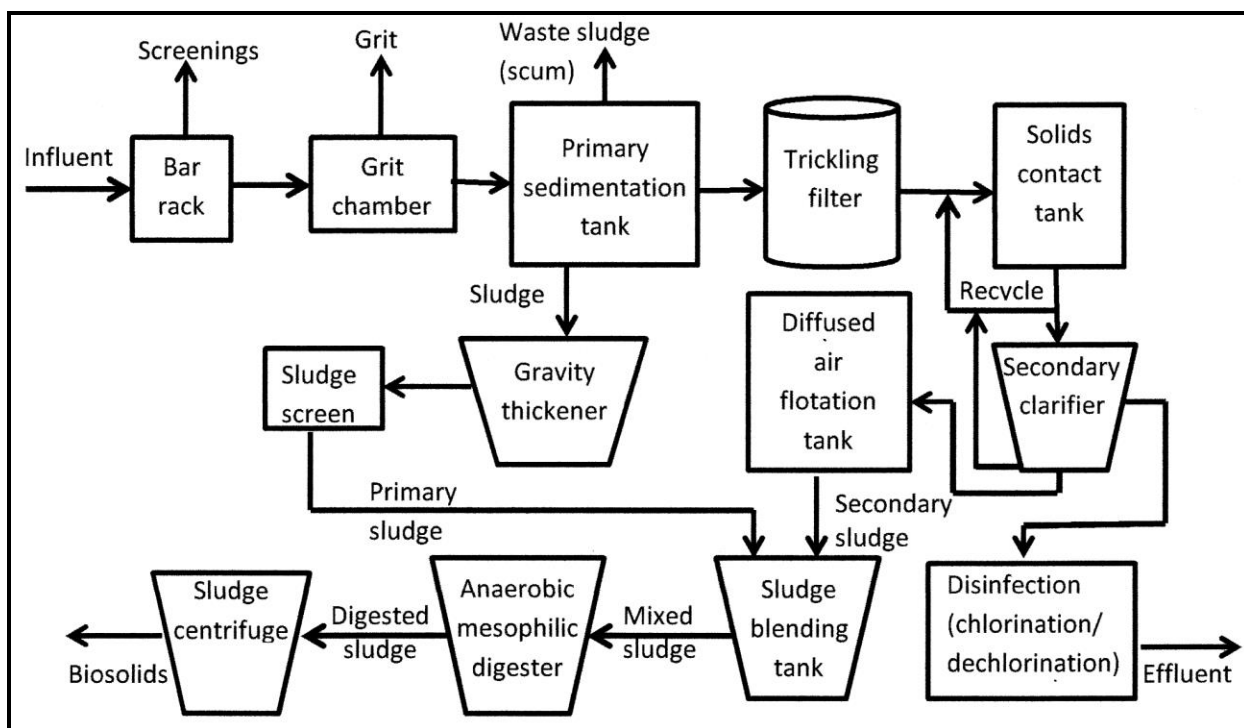 Screenings
Grit
Waste sludge
(scum)
Influent
Bar
rack
Grit
chamber
Primary
sedimentation
tank
Trickling
filter
Solids
contact
tank
Sludge
Recycle
Sludge
screen
Gravity
thickener
Diffused
air
flotation
tank
Secondary
clarifier
Primary
sludge
Secondary
sludge
Sludge
centrifuge
Digested
sludge
Anaerobic
mesophilic
digester
Mixed
sludge
Sludge
blending
tank
Disinfection
(chlorination/
dechlorination)
Biosolids
Effluent